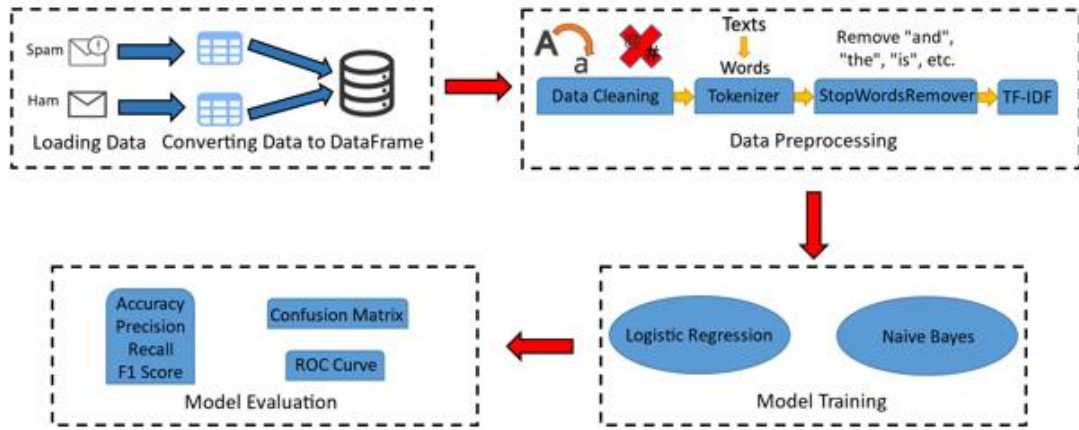 Spam
Ham
Loading Data
Converting Data to DataFrame
A
a
@
#
Texts
Words
Remove "and",
"the", "is", etc.
Data Cleaning
Tokenizer
StopWordsRemover
TF-IDF
Data Preprocessing
Accuracy
Precision
Recall
F1 Score
Confusion Matrix
ROC Curve
Model Evaluation
Logistic Regression
Naive Bayes
Model Training